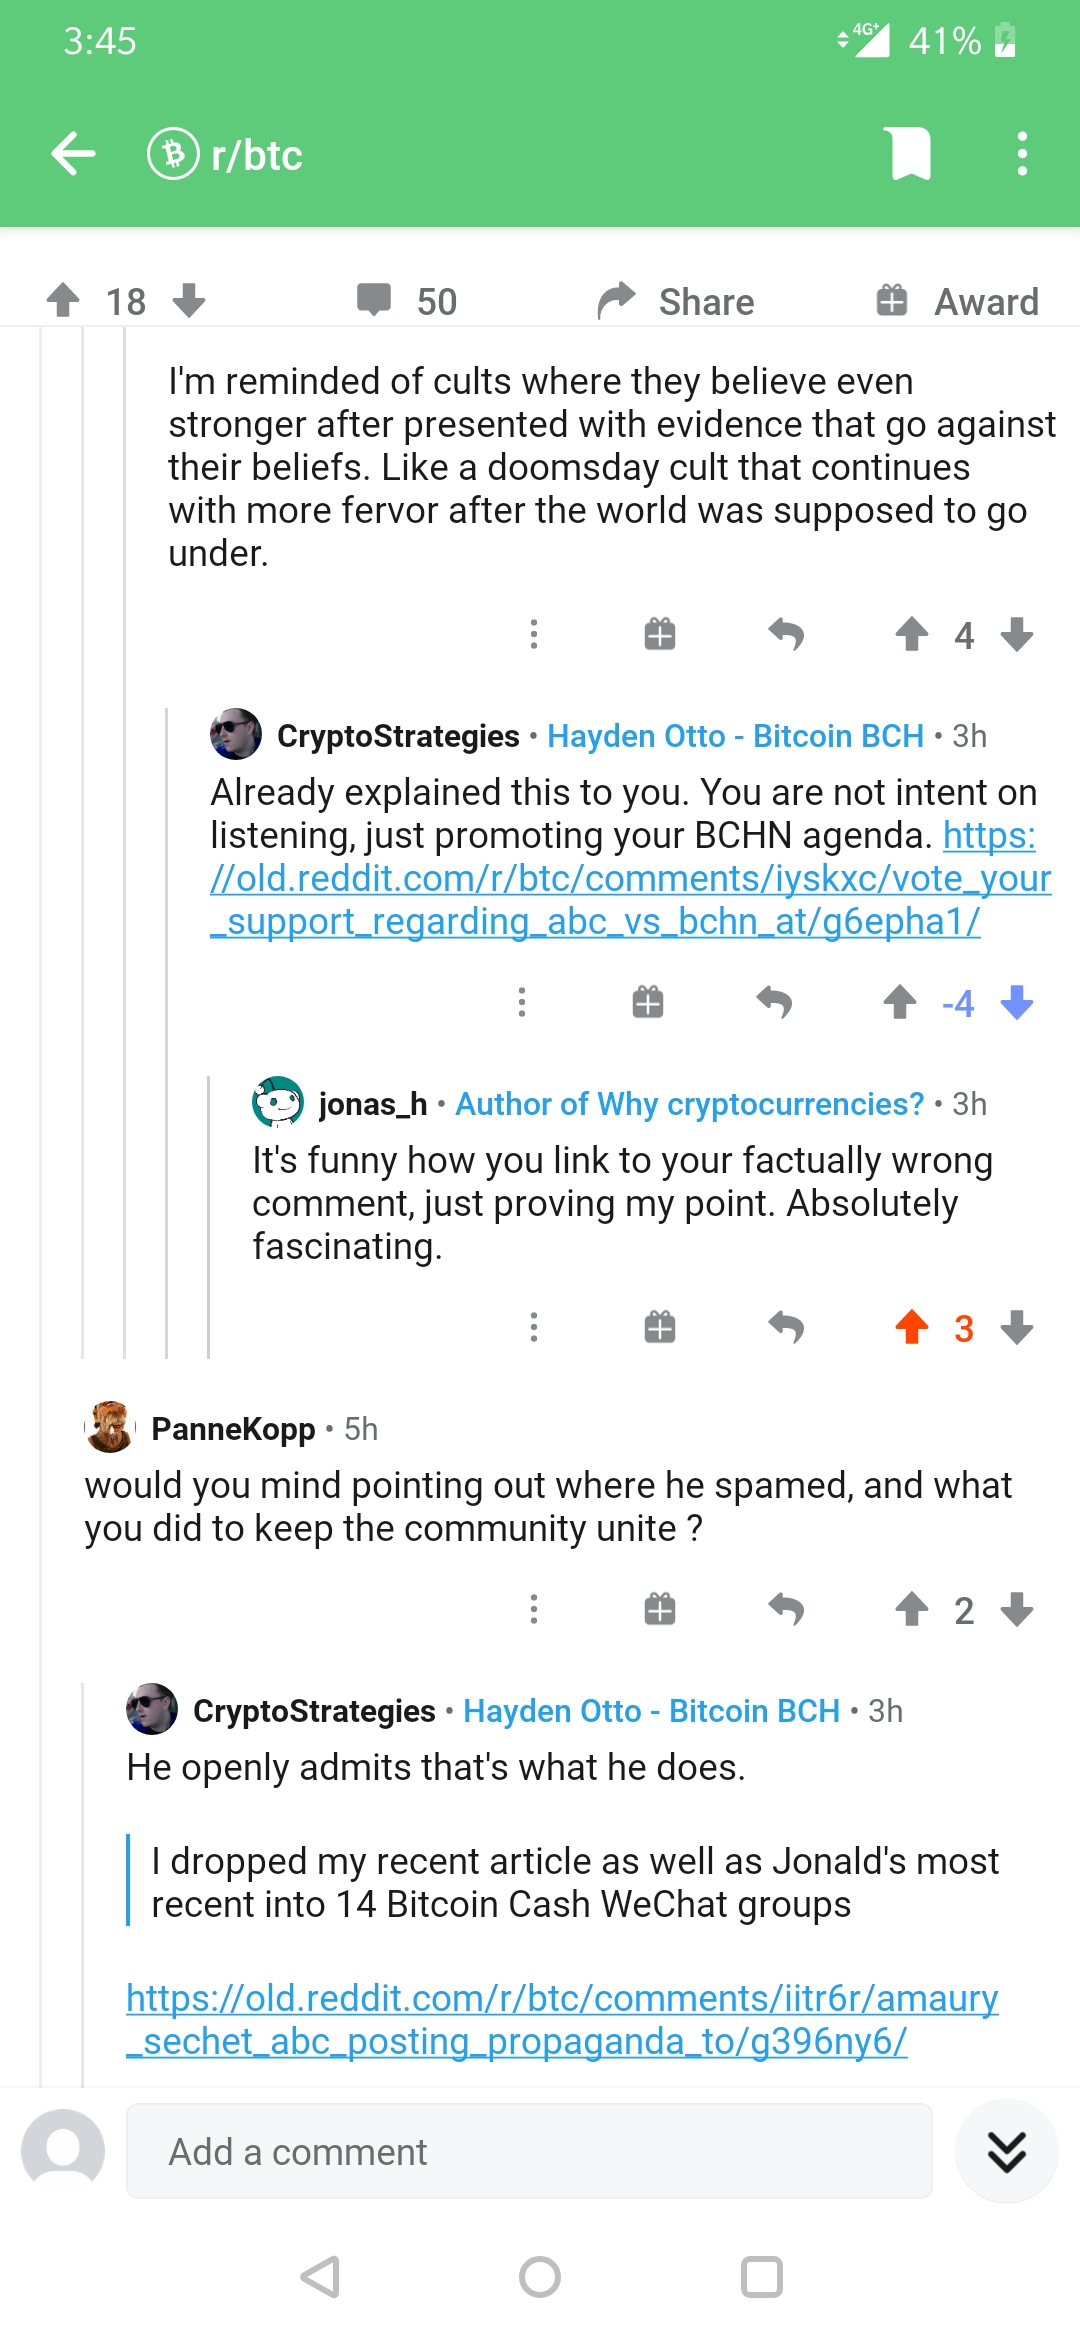 3:45
4G+ 41%
r/btc
18 50 Share Award
I'm reminded of cults where they believe even
stronger after presented with evidence that go against
their beliefs. Like a doomsday cult that continues
with more fervor after the world was supposed to go
under.
4
CryptoStrategies • Hayden Otto - Bitcoin BCH • 3h
Already explained this to you. You are not intent on
listening, just promoting your BCHN agenda. https:
//old.reddit.com/r/btc/comments/iyskxc/vote_your
_support_regarding_abc_vs_bchn_at/g6epha1/
-4
jonas_h • Author of Why cryptocurrencies? • 3h
It's funny how you link to your factually wrong
comment, just proving my point. Absolutely
fascinating.
3
PanneKopp • 5h
would you mind pointing out where he spamed, and what
you did to keep the community unite ?
2
CryptoStrategies • Hayden Otto - Bitcoin BCH • 3h
He openly admits that's what he does.
I dropped my recent article as well as Jonald's most
recent into 14 Bitcoin Cash WeChat groups
https://old.reddit.com/r/btc/comments/iitr6r/amaury
_sechet_abc_posting_propaganda_to/g396ny6/
Add a comment